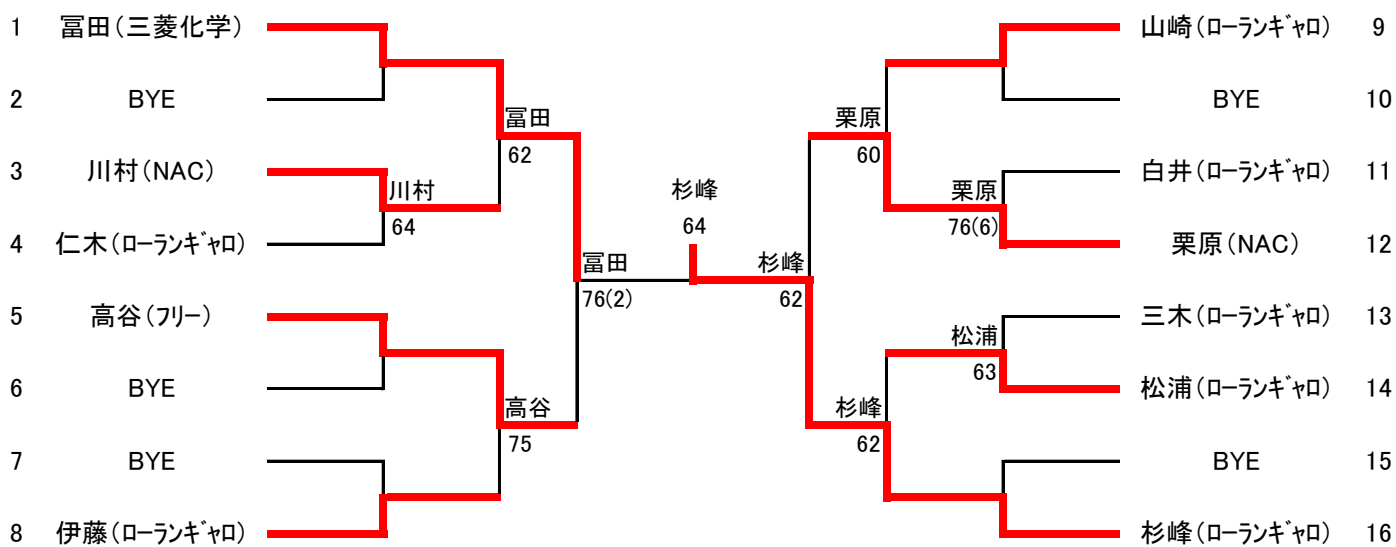 1 冨田(三菱化学)
2 BYE
3 川村(NAC)
4 仁木(ローランギャロ)
5 高谷(フリー)
6 BYE
7 BYE
8 伊藤(ローランギャロ)
川村
64
冨田
62
高谷
75
冨田
76(2)
杉峰
64
杉峰
62
栗原
60
杉峰
62
栗原
76(6)
松浦
63
山崎(ローランギャロ) 9
BYE 10
白井(ローランギャロ) 11
栗原(NAC) 12
三木(ローランギャロ) 13
松浦(ローランギャロ) 14
BYE 15
杉峰(ローランギャロ) 16